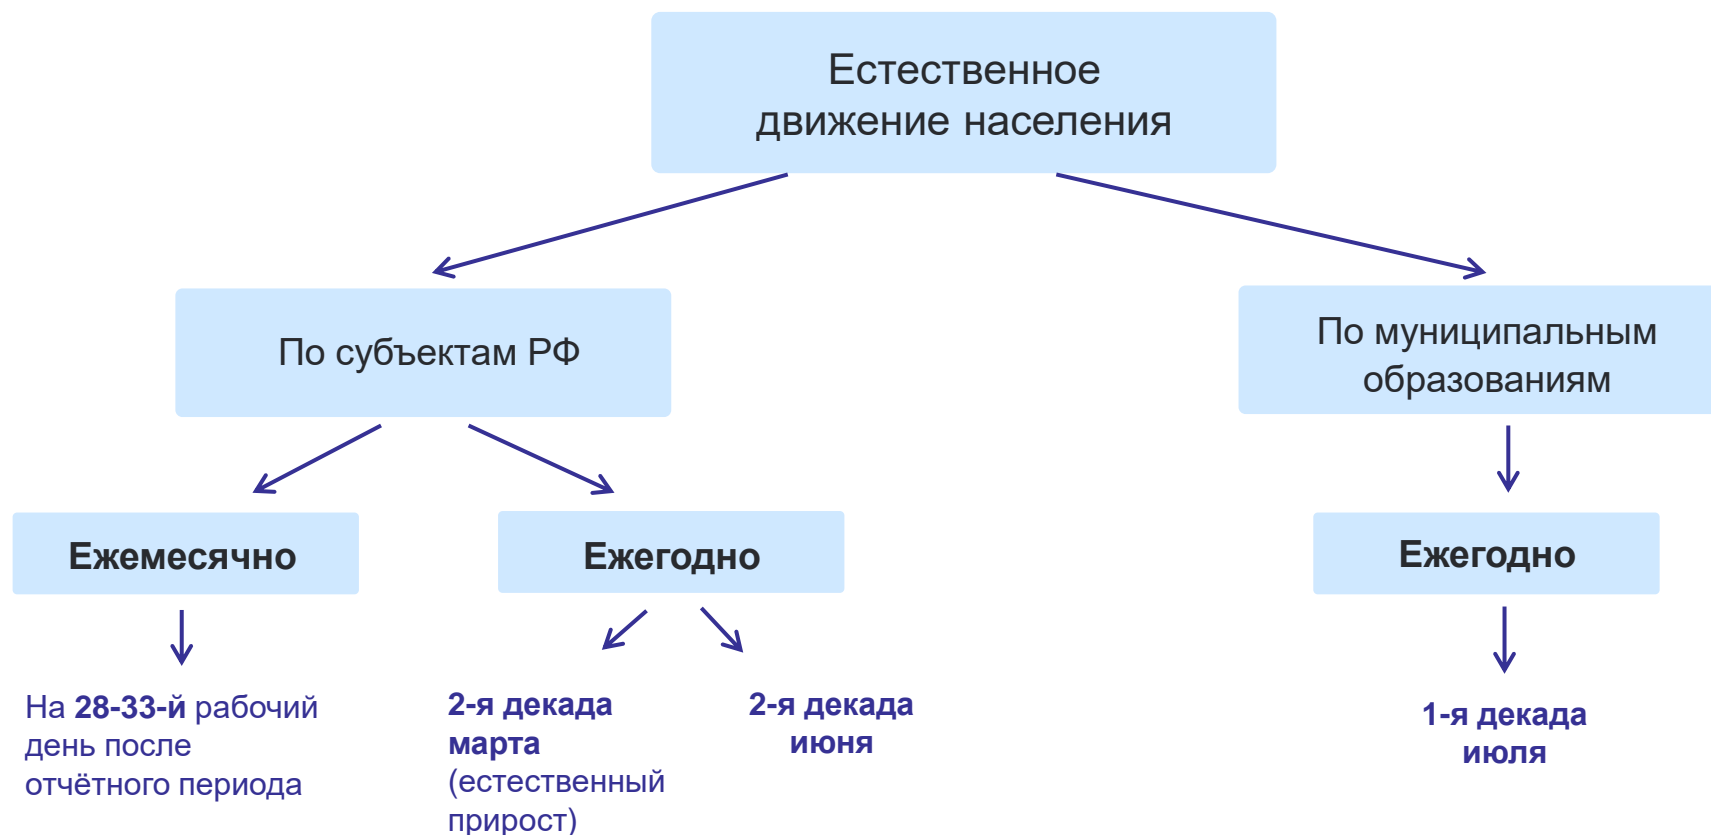 Естественное
движение населения
По субъектам РФ
По муниципальным
образованиям
Ежемесячно
Ежегодно
Ежегодно
На 28-33-й рабочий
день после
отчётного периода
2-я декада
марта
(естественный
прирост)
2-я декада
июня
1-я декада
июля